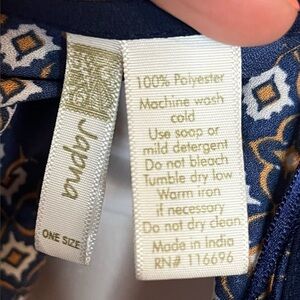 Japna
ONE SIZE
100% Polyester
Machine wash
cold
Use soap or
mild detergent
Do not bleach
Tumble dry low
Warm iron
if necessary
Do not dry clean
Made in India
RN# 116696